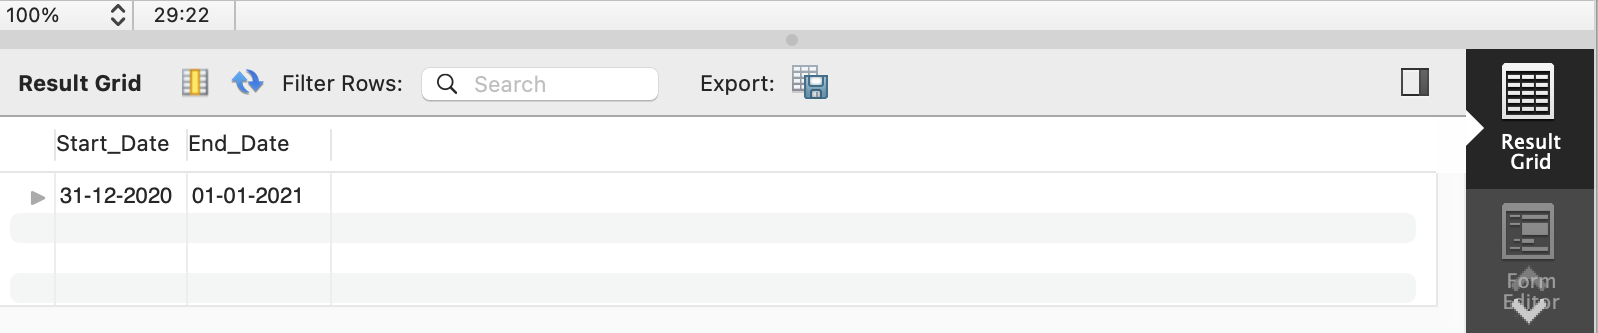 100% 29:22
Result Grid Filter Rows: Search Export:
Start_Date End_Date
31-12-2020 01-01-2021
Result
Grid
Form
Editor